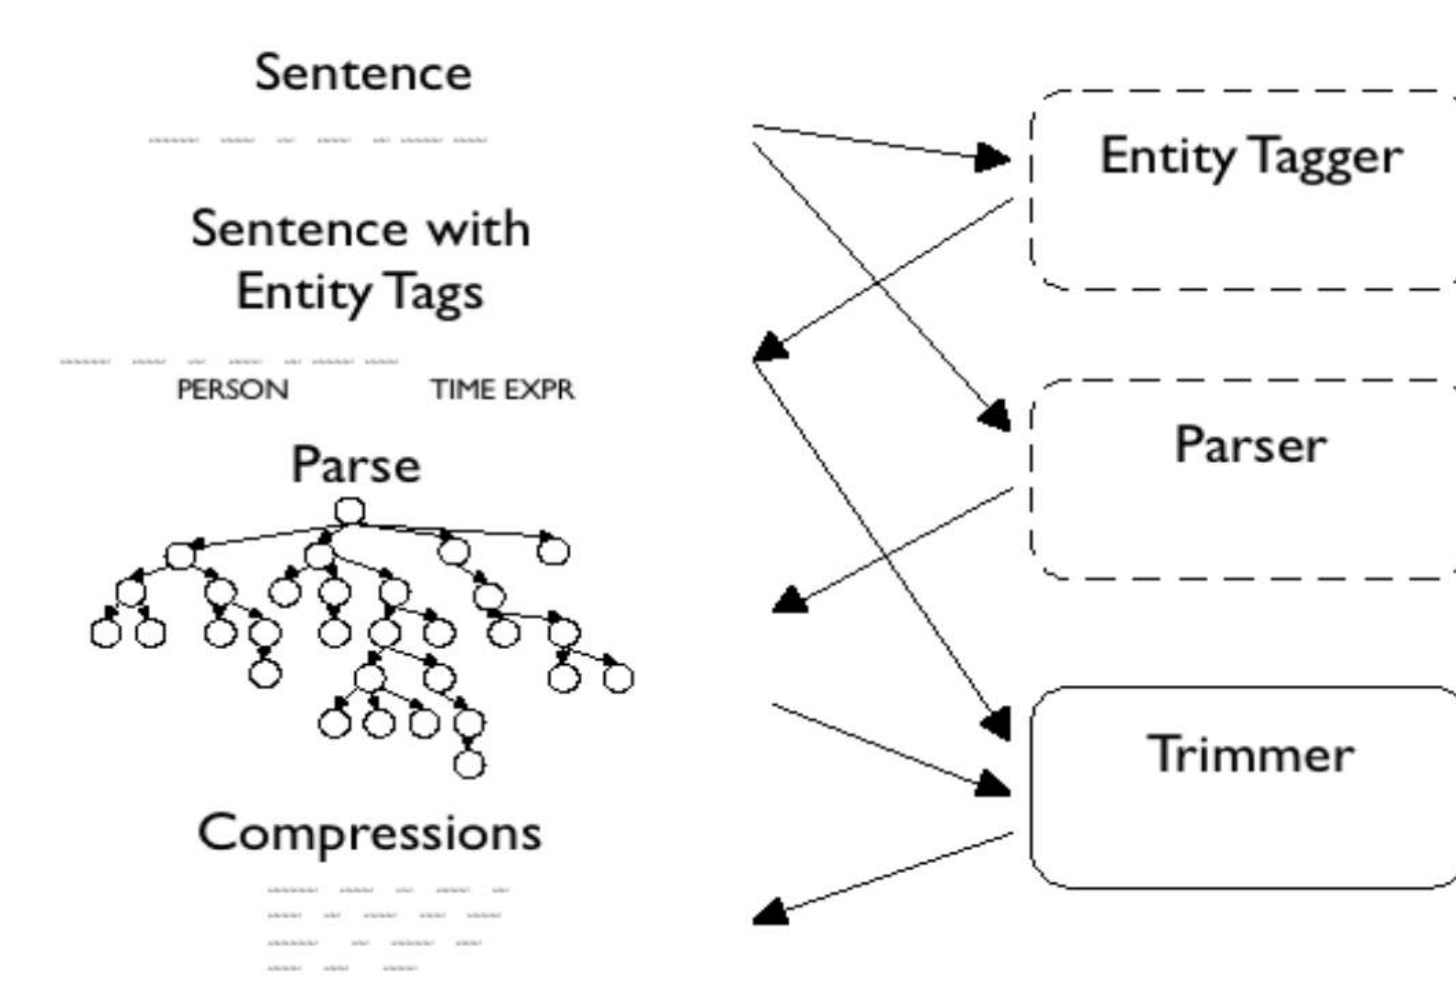 Sentence
Sentence with
Entity Tags
PERSON TIME EXPR
Parse
Compressions
Entity Tagger
Parser
Trimmer